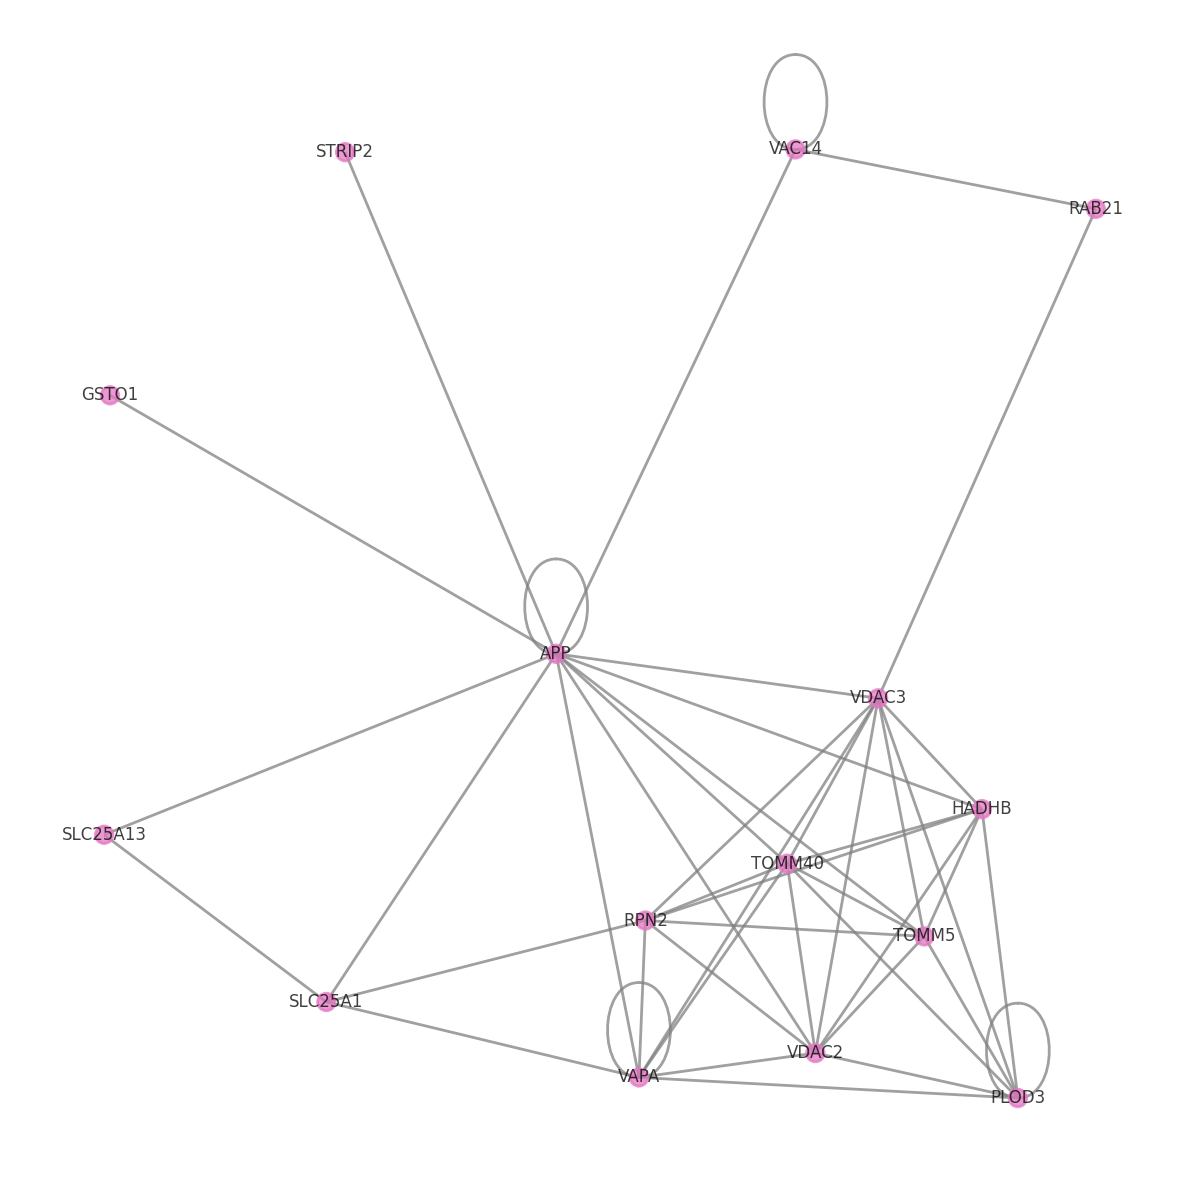 VAC14
STRIP2
RAB21
GSTO1
APP
VDAC3
HADHB
SLC25A13
TOMM40
RPN2
TOMM5
SLC25A1
VDAC2
VAPA
PLOD3